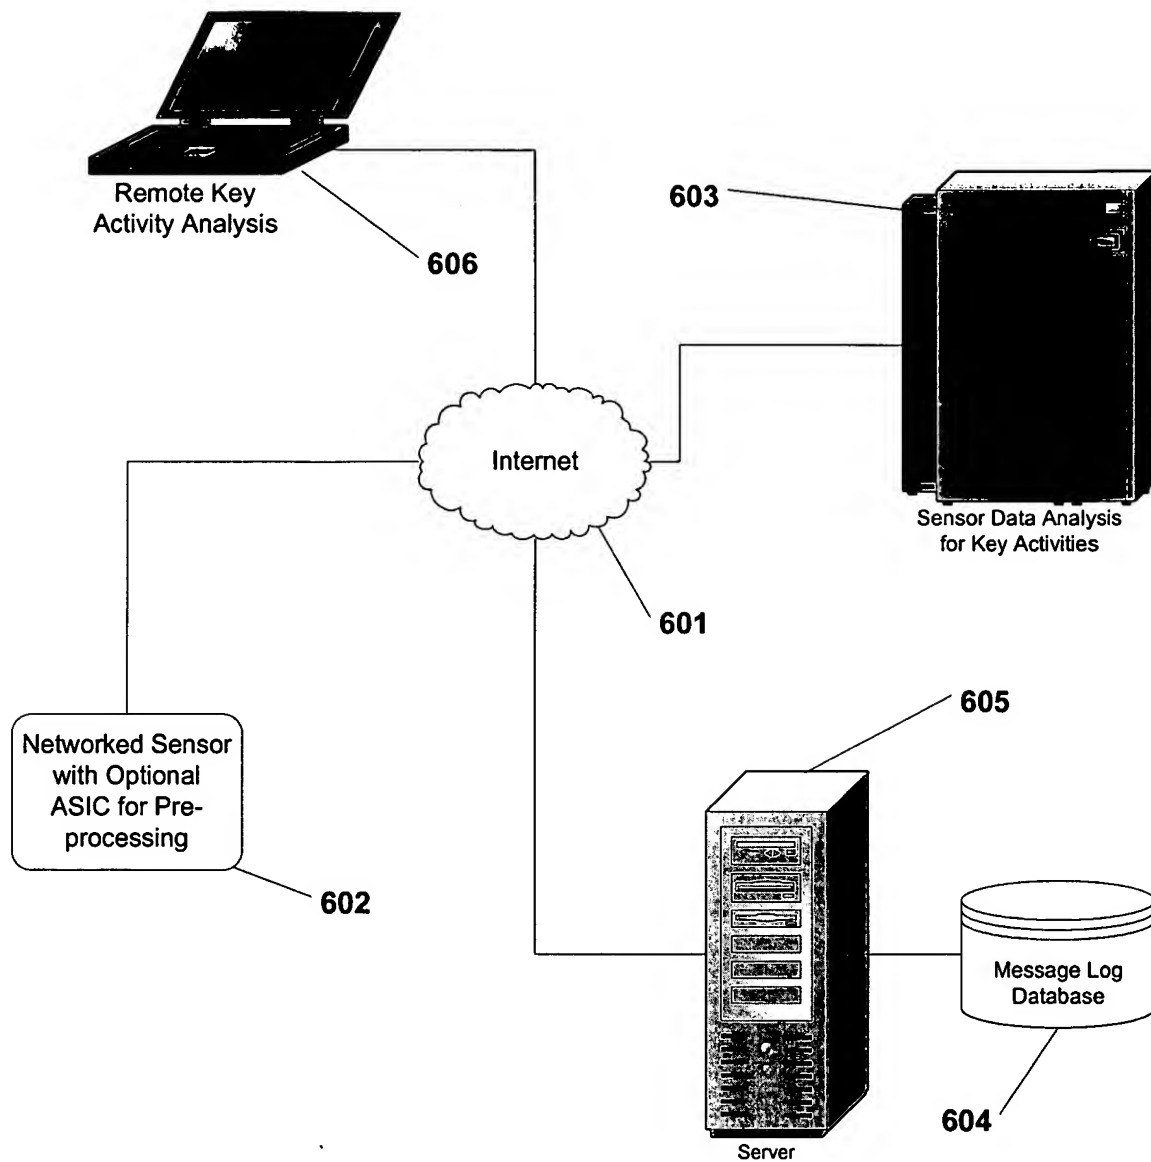 Remote Key
Activity Analysis
606
603
Internet
Sensor Data Analysis
for Key Activities
601
605
Networked Sensor
with Optional
ASIC for Pre-
processing
602
Message Log
Database
604
Server